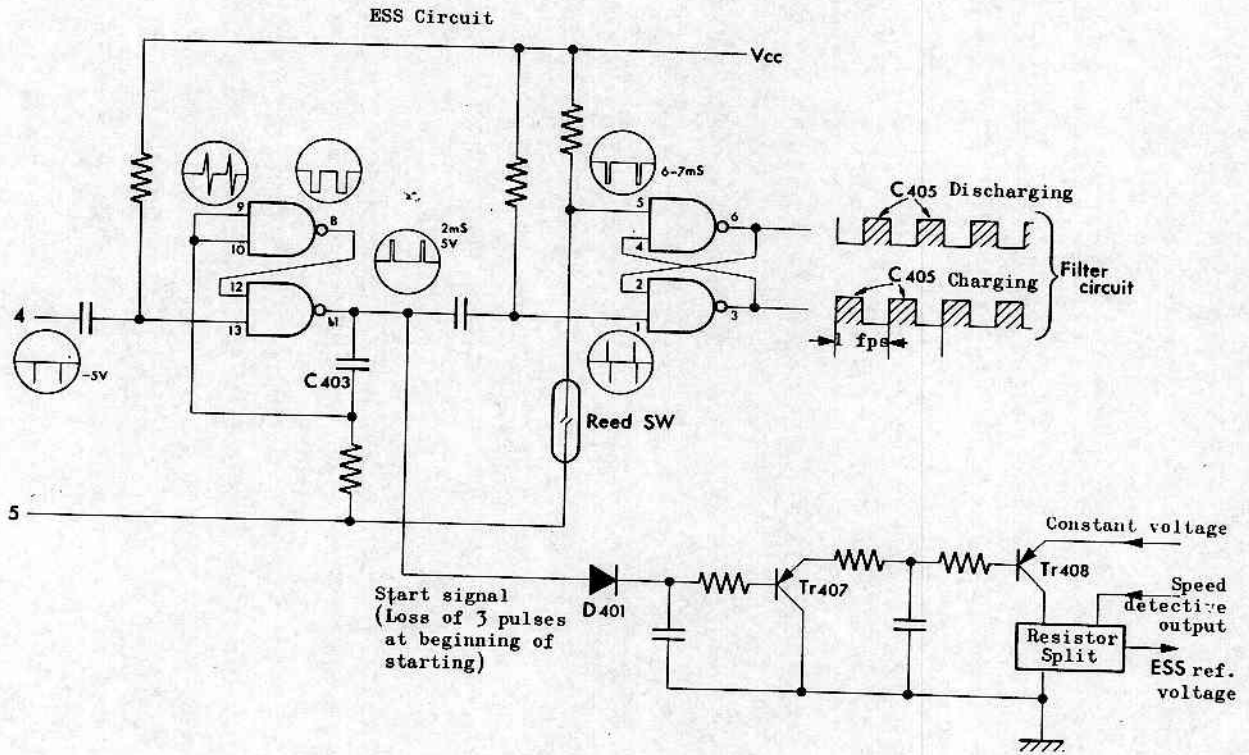 ESS Circuit
Vcc
9
8
10
12
13
11
4
-5V
C403
2mS
5V
6-7mS
5
6
4
2
1
3
Reed SW
C405 Discharging
C405 Charging
Filter
circuit
1 fps
5
Start signal
(Loss of 3 pulses
at beginning of
starting)
D401
Tr407
Tr408
Constant voltage
Speed
detective
output
Resistor
Split
ESS ref.
voltage